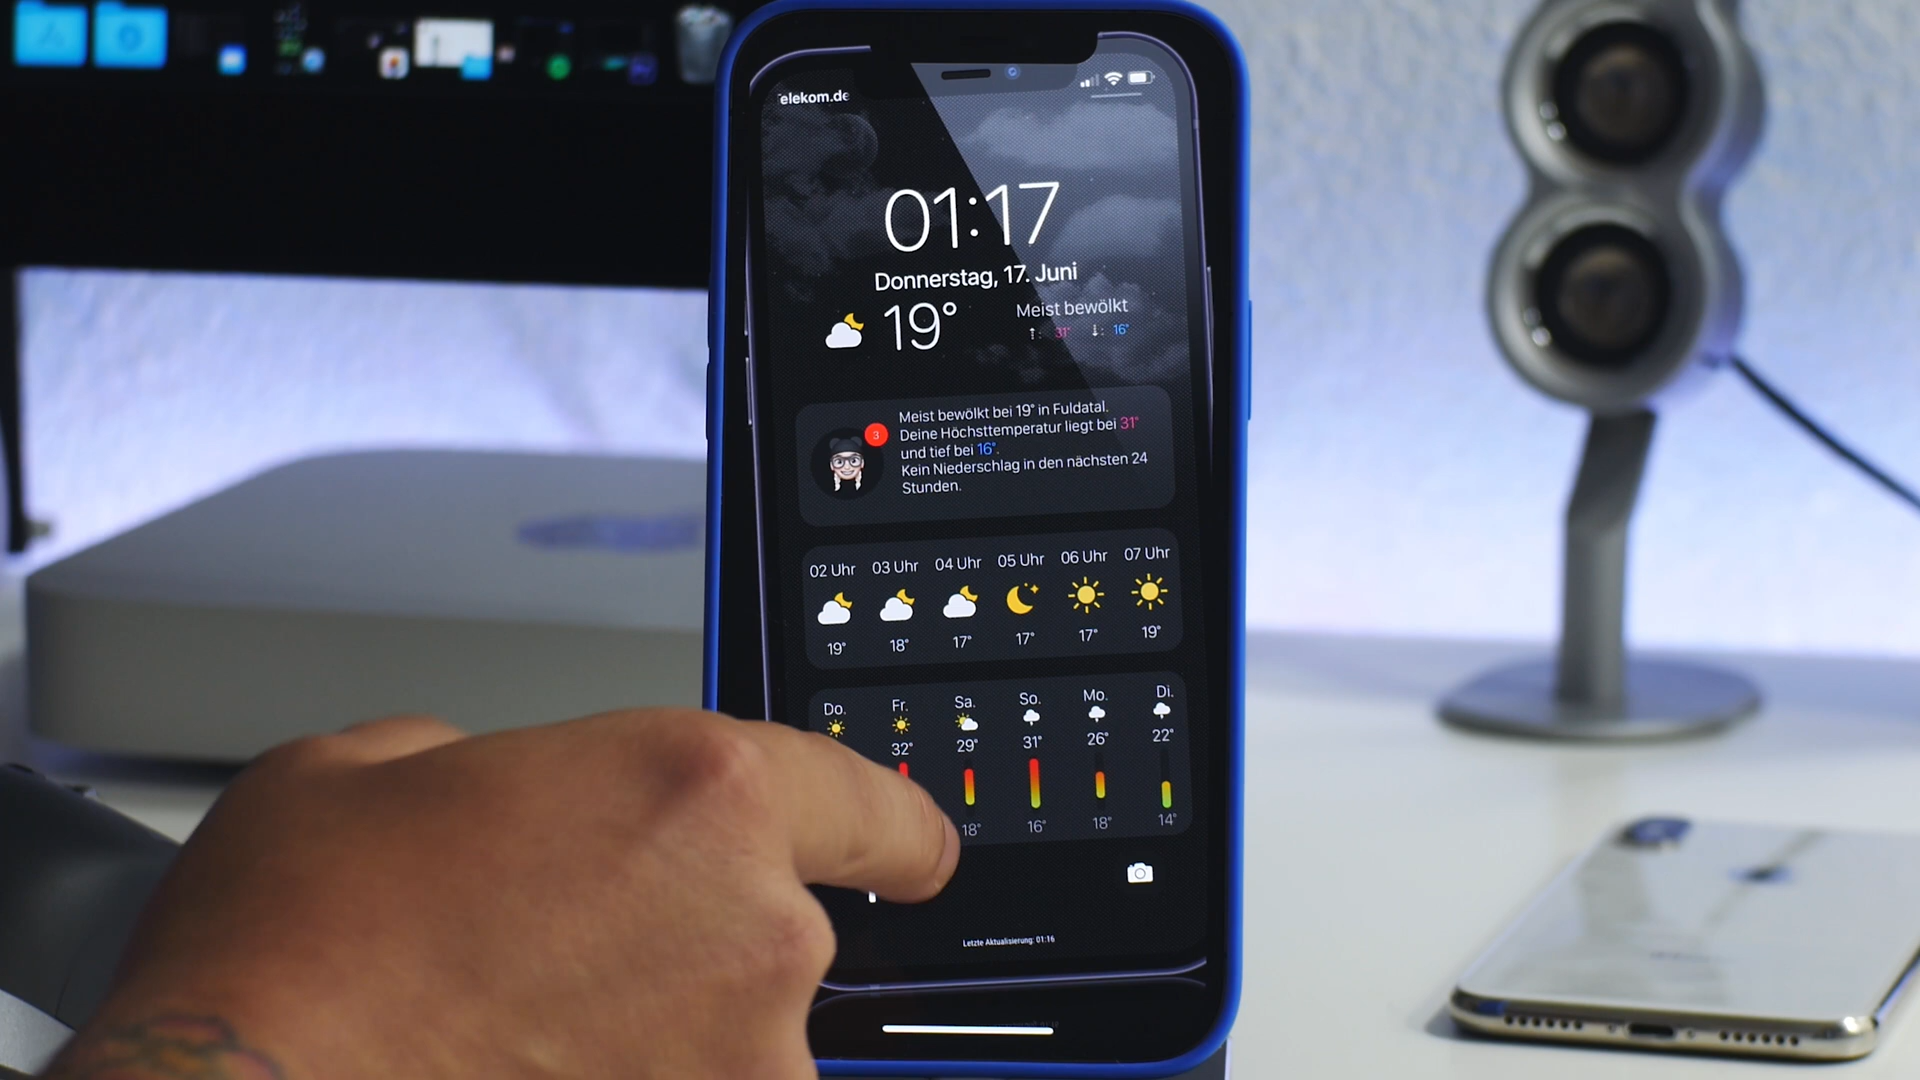 elekom.de
01:17
Donnerstag, 17. Juni
19° Meist bewölkt
↑: 31° ↓: 16°
3
Meist bewölkt bei 19° in Fuldatal.
Deine Höchsttemperatur liegt bei 31°
und tief bei 16°.
Kein Niederschlag in den nächsten 24
Stunden.
02 Uhr 03 Uhr 04 Uhr 05 Uhr 06 Uhr 07 Uhr
19° 18° 17° 17° 17° 19°
Do. Fr. Sa. So. Mo. Di.
32° 29° 31° 26° 22°
18° 16° 18° 14°
Letzte Aktualisierung: 01:16